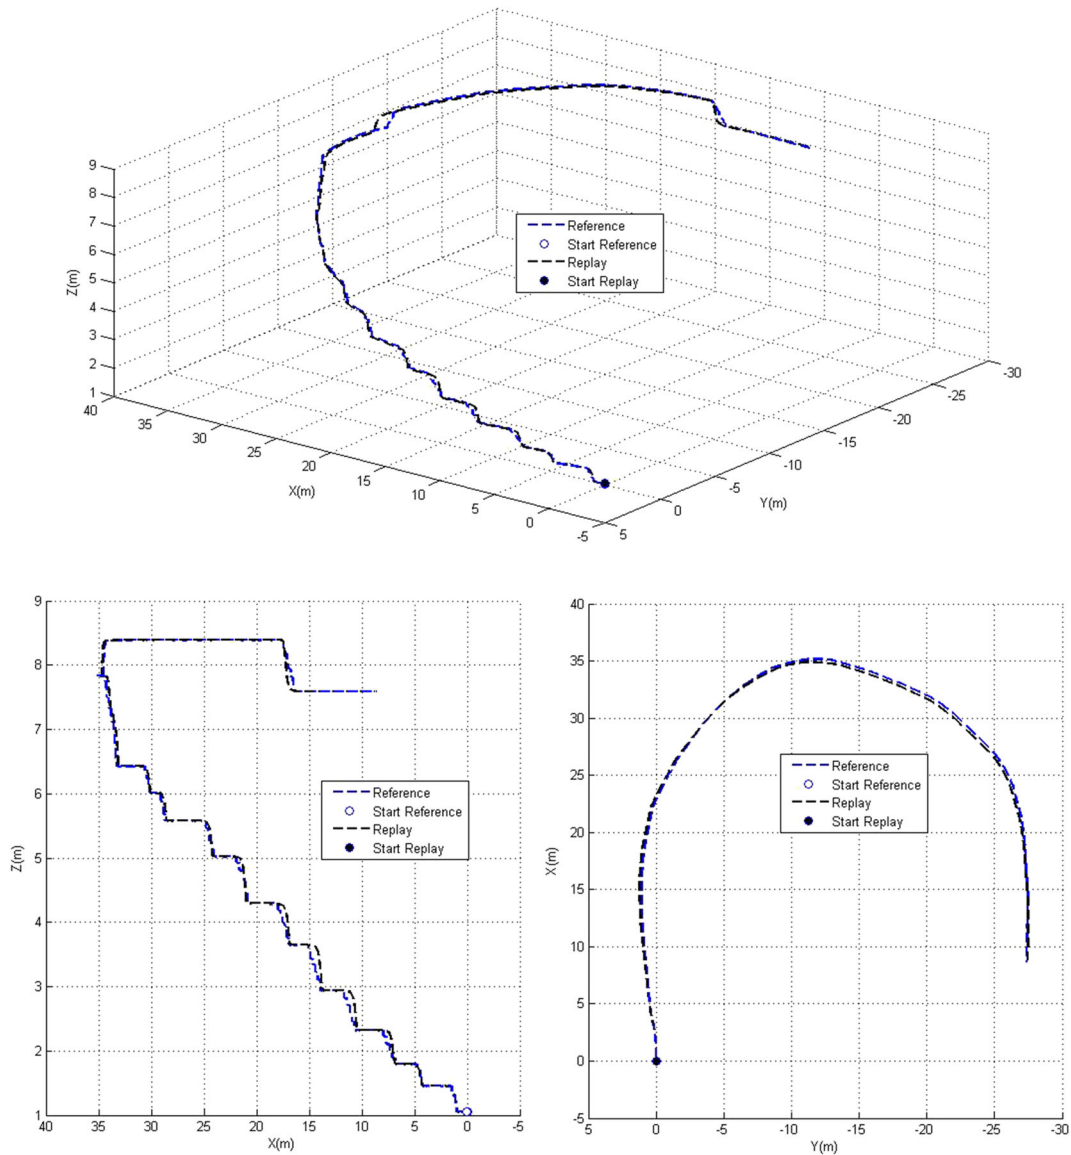 9
8
7
6
5
4
3
2
1
Z(m)
40
35
30
25
20
15
10
5
0
-5
X(m)
5
0
-5
-10
-15
-20
-25
-30
Y(m)
Reference
Start Reference
Replay
Start Replay
9
8
7
6
5
4
3
2
1
Z(m)
40 35 30 25 20 15 10 5 0 -5
X(m)
Reference
Start Reference
Replay
Start Replay
40
35
30
25
20
15
10
5
0
-5
X(m)
5 0 -5 -10 -15 -20 -25 -30
Y(m)
Reference
Start Reference
Replay
Start Replay